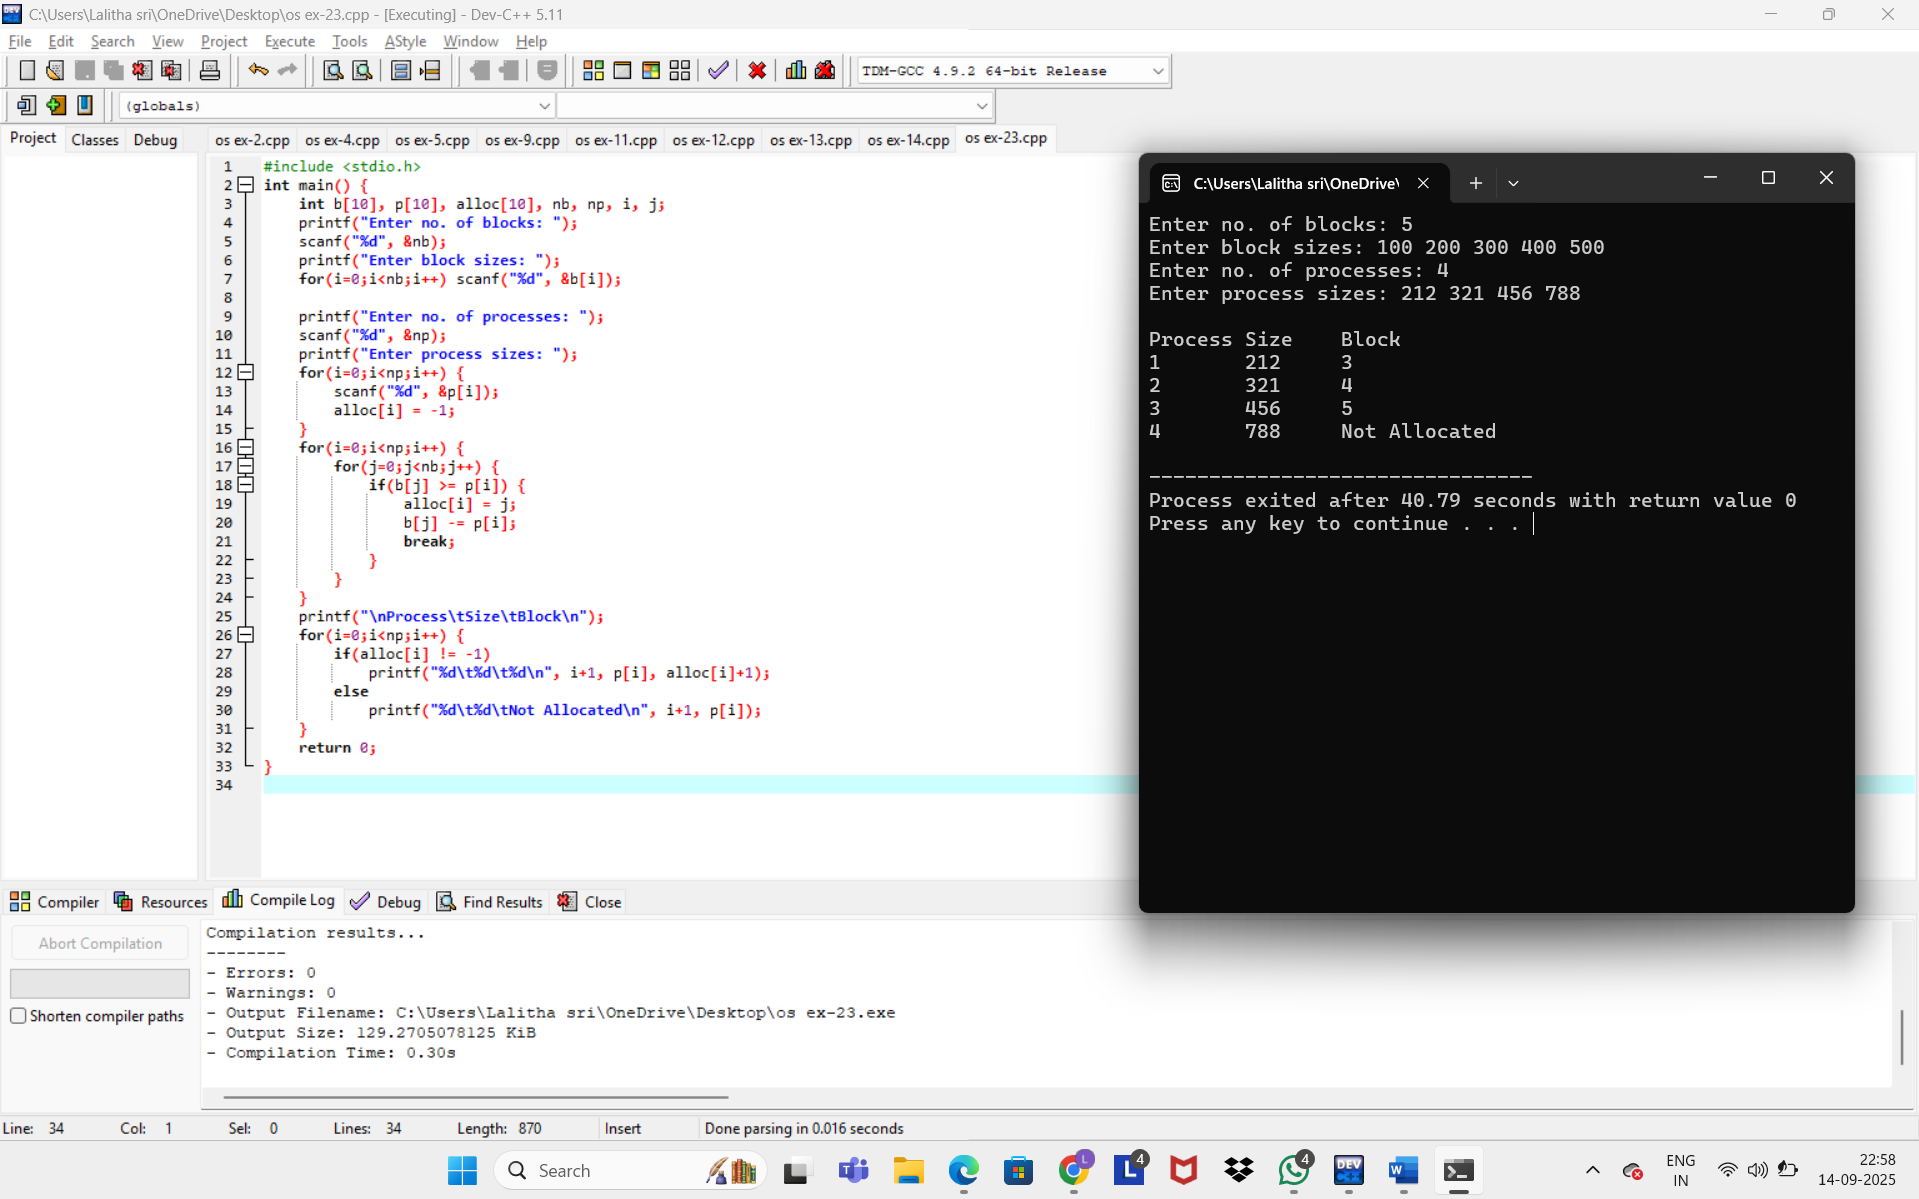 C:\Users\Lalitha sri\OneDrive\Desktop\os ex-23.cpp - [Executing] - Dev-C++ 5.11
File Edit Search View Project Execute Tools AStyle Window Help
TDM-GCC 4.9.2 64-bit Release
(globals)
Project Classes Debug
os ex-2.cpp os ex-4.cpp os ex-5.cpp os ex-9.cpp os ex-11.cpp os ex-12.cpp os ex-13.cpp os ex-14.cpp os ex-23.cpp
1 #include <stdio.h>
2 int main() {
3 int b[10], p[10], alloc[10], nb, np, i, j;
4 printf("Enter no. of blocks: ");
5 scanf("%d", &nb);
6 printf("Enter block sizes: ");
7 for(i=0;i<nb;i++) scanf("%d", &b[i]);
8
9 printf("Enter no. of processes: ");
10 scanf("%d", &np);
11 printf("Enter process sizes: ");
12 for(i=0;i<np;i++) {
13 scanf("%d", &p[i]);
14 alloc[i] = -1;
15 }
16 for(i=0;i<np;i++) {
17 for(j=0;j<nb;j++) {
18 if(b[j] >= p[i]) {
19 alloc[i] = j;
20 b[j] -= p[i];
21 break;
22 }
23 }
24 }
25 printf("\nProcess\tSize\tBlock\n");
26 for(i=0;i<np;i++) {
27 if(alloc[i] != -1)
28 printf("%d\t%d\t%d\n", i+1, p[i], alloc[i]+1);
29 else
30 printf("%d\t%d\tNot Allocated\n", i+1, p[i]);
31 }
32 return 0;
33 }
34
C:\Users\Lalitha sri\OneDrive\
Enter no. of blocks: 5
Enter block sizes: 100 200 300 400 500
Enter no. of processes: 4
Enter process sizes: 212 321 456 788
Process Size Block
1 212 3
2 321 4
3 456 5
4 788 Not Allocated
--------------------------------
Process exited after 40.79 seconds with return value 0
Press any key to continue . . .
Compiler Resources Compile Log Debug Find Results Close
Abort Compilation
Shorten compiler paths
Compilation results...
--------
- Errors: 0
- Warnings: 0
- Output Filename: C:\Users\Lalitha sri\OneDrive\Desktop\os ex-23.exe
- Output Size: 129.2705078125 KiB
- Compilation Time: 0.30s
Line: 34 Col: 1 Sel: 0 Lines: 34 Length: 870 Insert Done parsing in 0.016 seconds
Search
L
L 4
4
DEV
W
ENG
IN
22:58
14-09-2025